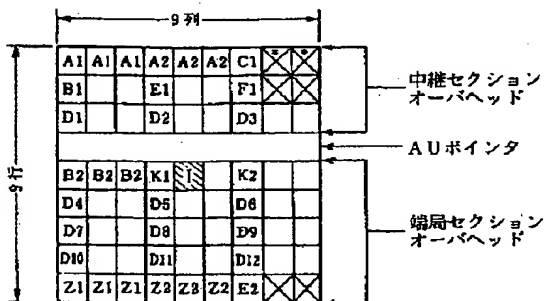 9列
A1 A1 A1 A2 A2 A2 C1 * *
B1 E1 F1
D1 D2 D3
中継セクション
オーバヘッド
AUポインタ
9行
B2 B2 B2 K1 I K2
D4 D5 D6
D7 D8 D9
D10 D11 D12
Z1 Z1 Z1 Z2 Z2 Z2 E2
端局セクション
オーバヘッド